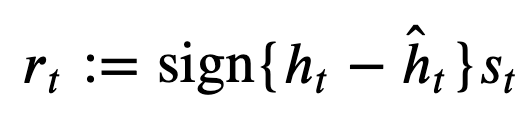 r_t := sign{h_t − ĥ_t}s_t